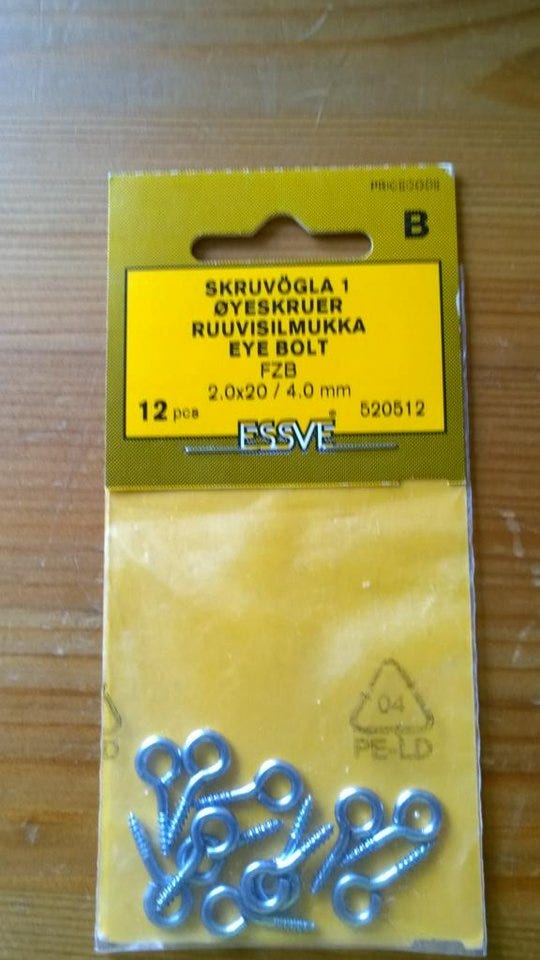 PRICECODE
B
SKRUVÖGLA 1
ØYESKRUER
RUUVISILMUKKA
EYE BOLT
FZB
2.0x20 / 4.0 mm
12 pcs 520512
ESSVE®
04
PE-LD